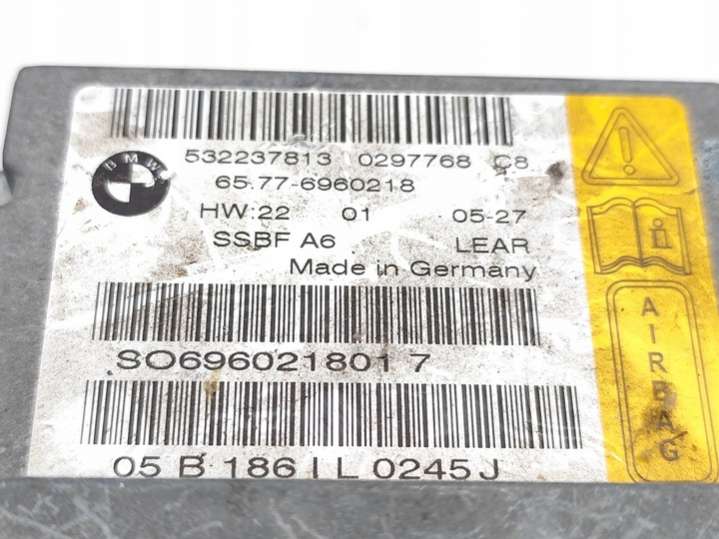 532237813 0297768 C8
BMW
65.77-6960218
HW:22 01 05-27
SSBF A6 LEAR
Made in Germany
SO696021801 7
05 B 186 I L 0245J
i
AIRBAG